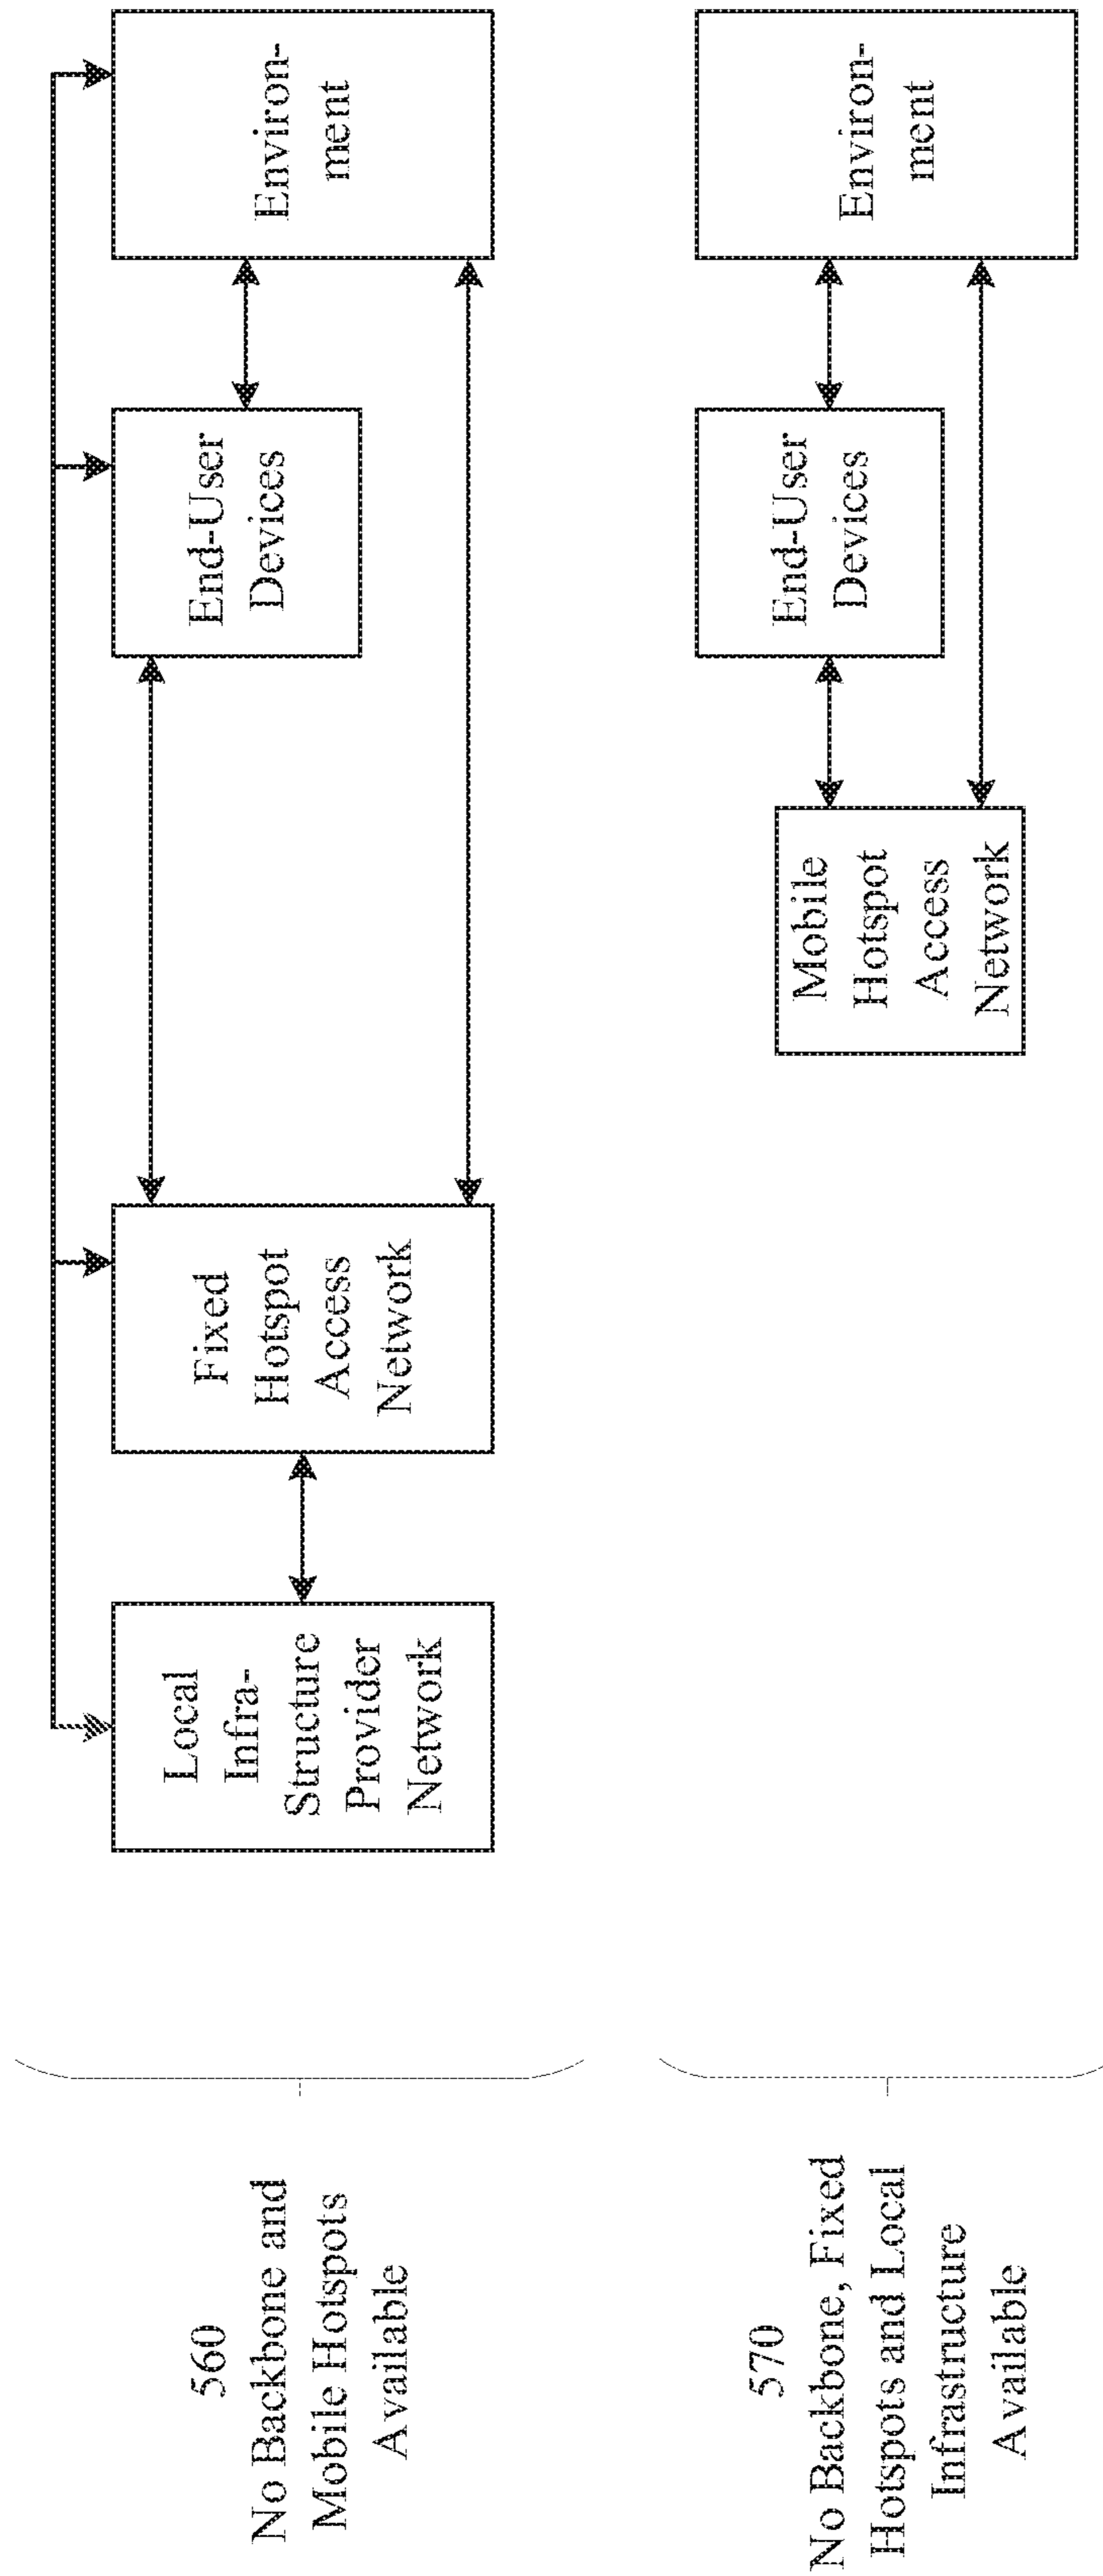 560
No Backbone and
Mobile Hotspots
Available
Local
Infra-
Structure
Provider
Network
Fixed
Hotspot
Access
Network
End-User
Devices
Environ-
ment
570
No Backbone, Fixed
Hotspots and Local
Infrastructure
Available
Mobile
Hotspot
Access
Network
End-User
Devices
Environ-
ment